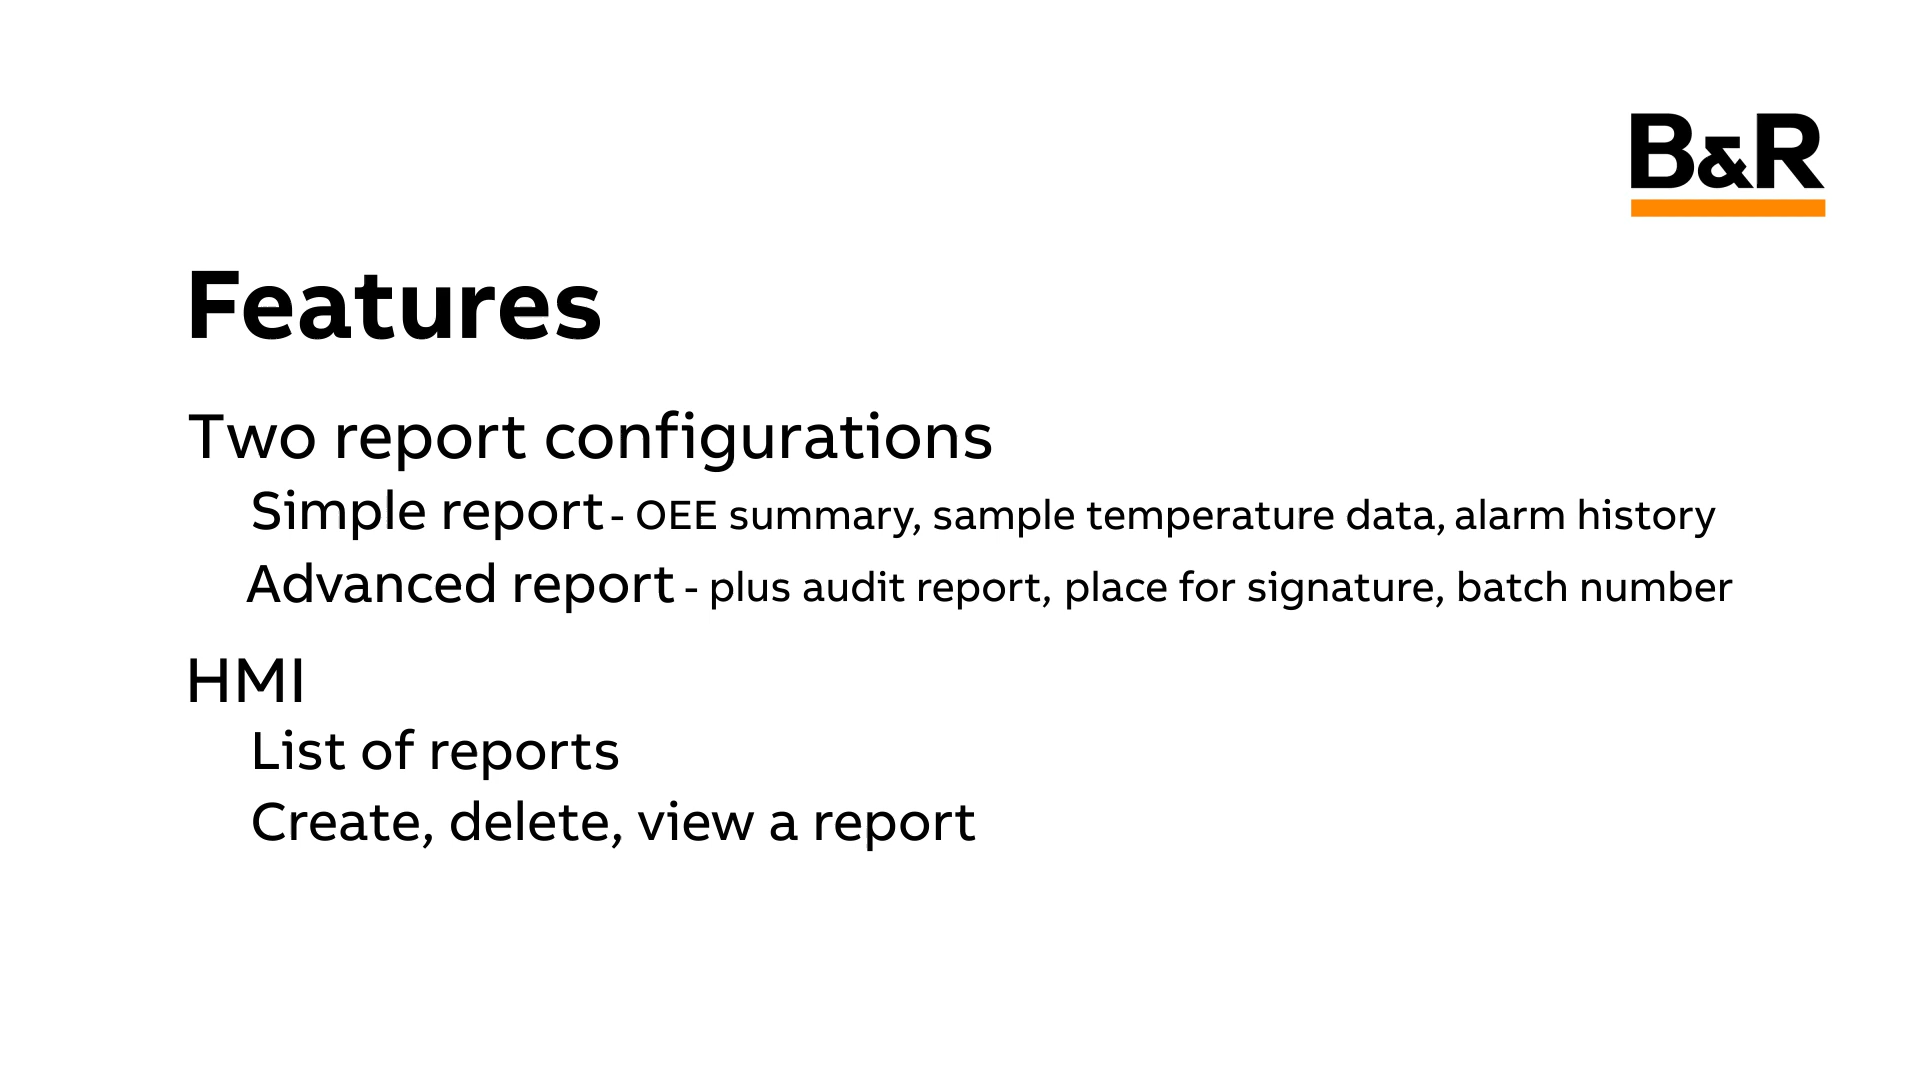 B&R
Features
Two report configurations
Simple report - OEE summary, sample temperature data, alarm history
Advanced report - plus audit report, place for signature, batch number
HMI
List of reports
Create, delete, view a report